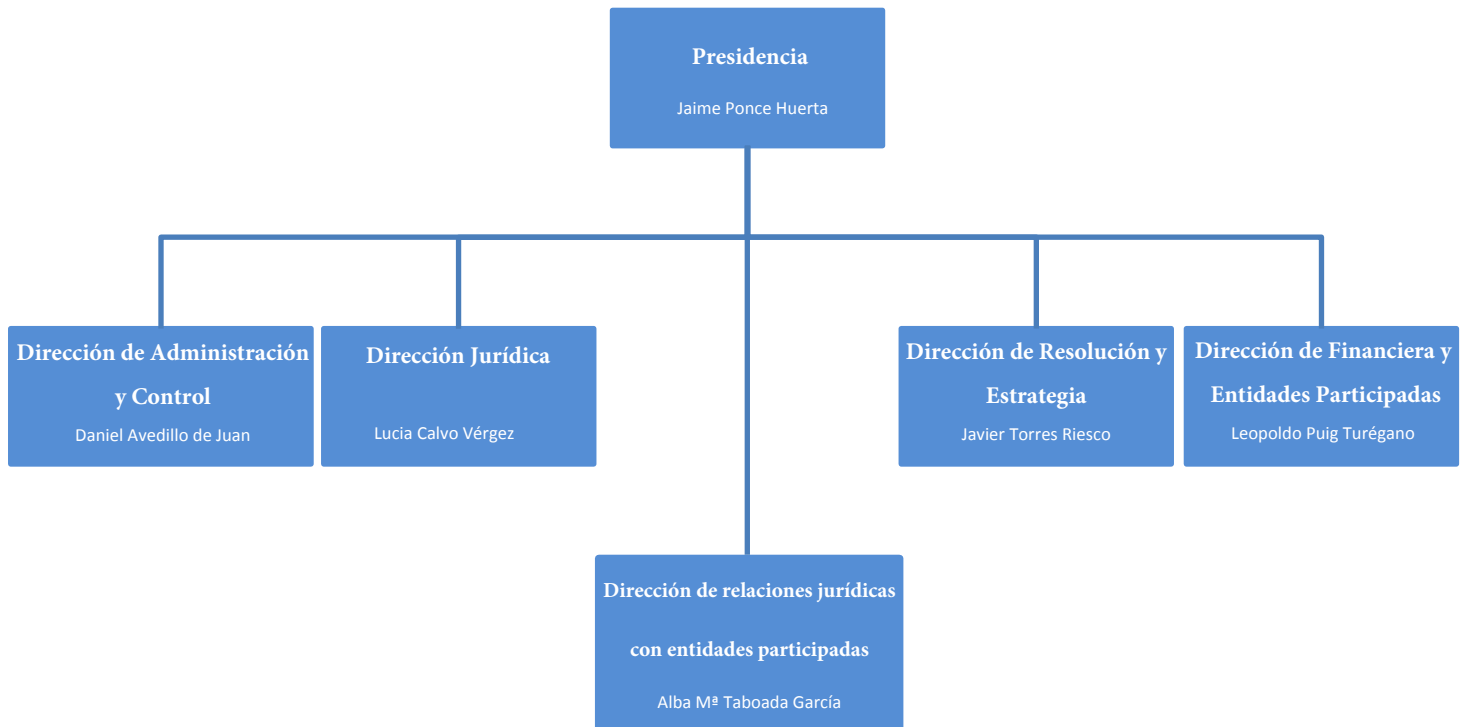 Presidencia
Jaime Ponce Huerta
Dirección de Administración
y Control
Daniel Avedillo de Juan
Dirección Jurídica
Lucia Calvo Vérgez
Dirección de Resolución y
Estrategia
Javier Torres Riesco
Dirección de Financiera y
Entidades Participadas
Leopoldo Puig Turégano
Dirección de relaciones jurídicas
con entidades participadas
Alba Mª Taboada García